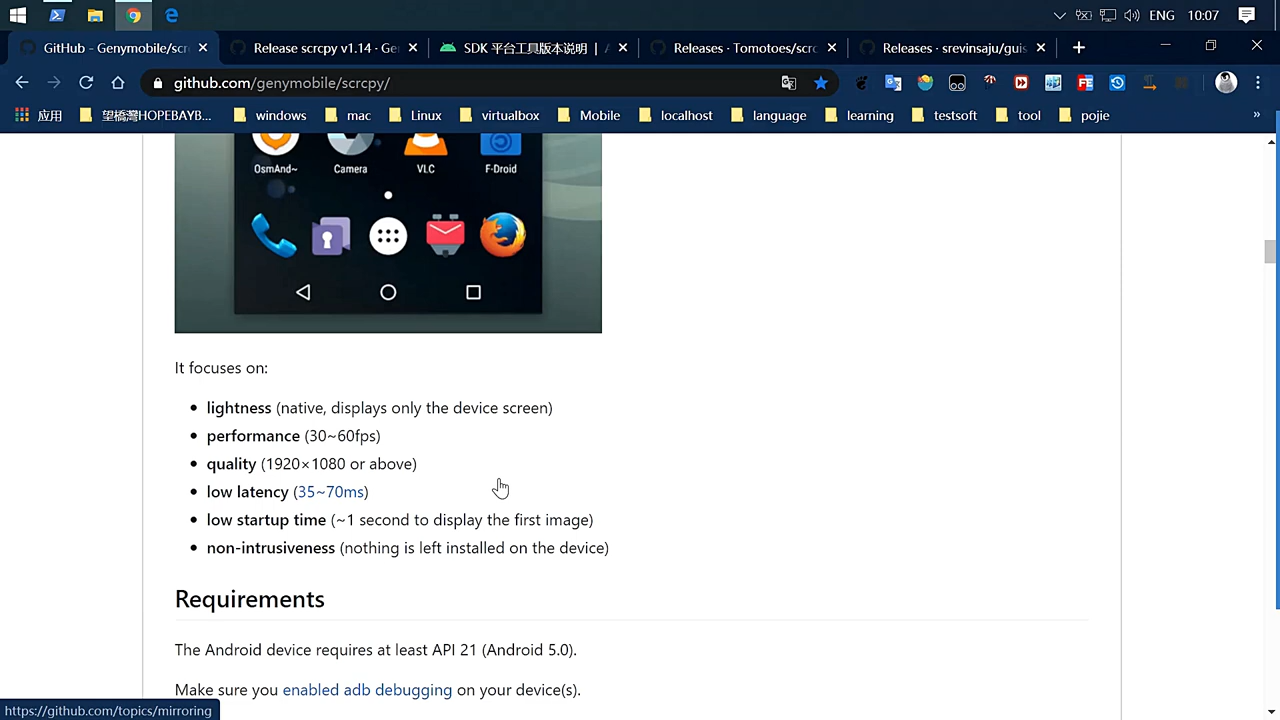 ENG 10:07
GitHub - Genymobile/scr
Release scrcpy v1.14 · Ge
SDK 平台工具版本说明 | A
Releases · Tomotoes/scrc
Releases · srevinsaju/guis
github.com/genymobile/scrcpy/
应用 望橋灣HOPEBAYB... windows mac Linux virtualbox Mobile localhost language learning testsoft tool pojie »
OsmAnd~ Camera VLC F-Droid
It focuses on:
lightness (native, displays only the device screen)
performance (30~60fps)
quality (1920×1080 or above)
low latency (35~70ms)
low startup time (~1 second to display the first image)
non-intrusiveness (nothing is left installed on the device)
Requirements
The Android device requires at least API 21 (Android 5.0).
Make sure you enabled adb debugging on your device(s).
https://github.com/topics/mirroring